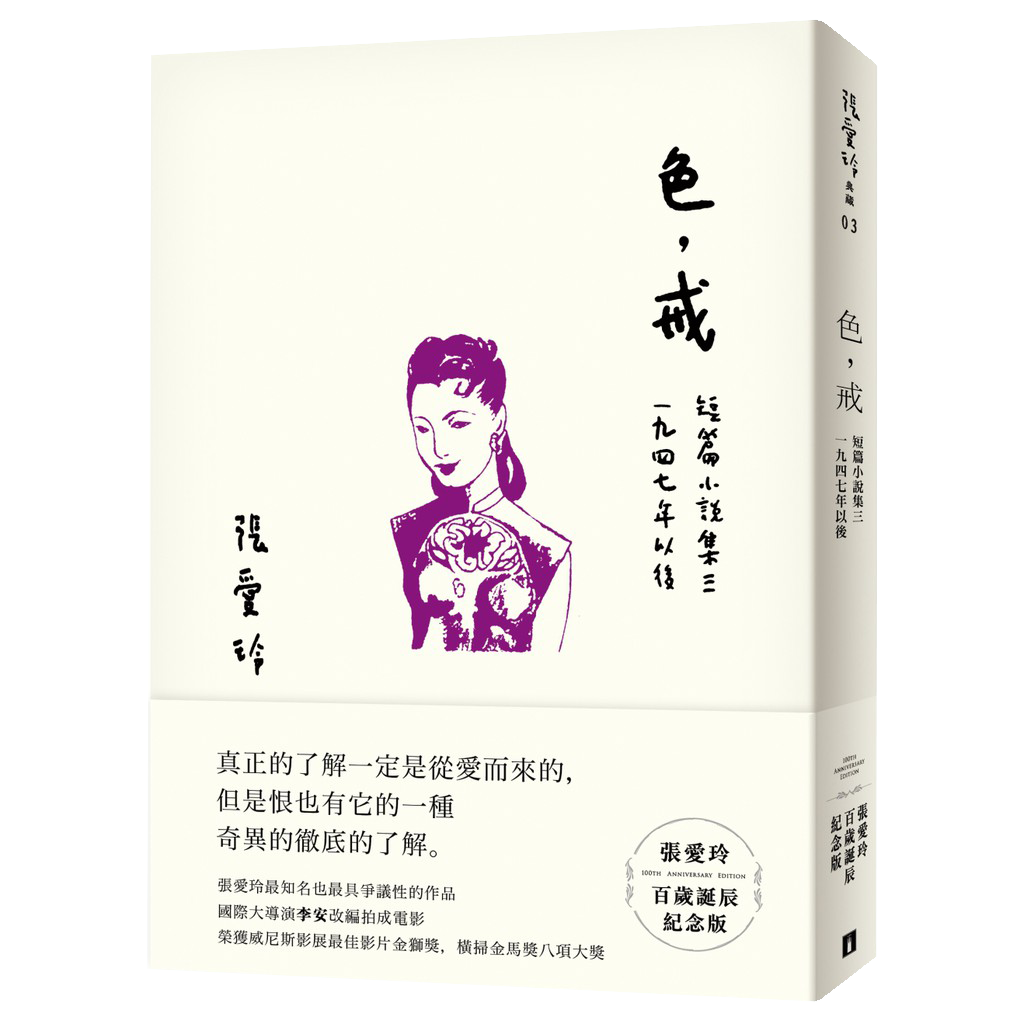 色，戒
短篇小說集三
一九四七年以後
張愛玲
真正的了解一定是從愛而來的，
但是恨也有它的一種
奇異的徹底的了解。
張愛玲最知名也最具爭議性的作品
國際大導演李安改編拍成電影
榮獲威尼斯影展最佳影片金獅獎，橫掃金馬獎八項大獎
張愛玲
100TH ANNIVERSARY EDITION
百歲誕辰
紀念版
張愛玲
典藏
03
色，戒
短篇小說集三
一九四七年以後
100TH
ANNIVERSARY
EDITION
張愛玲
百歲誕辰
紀念版